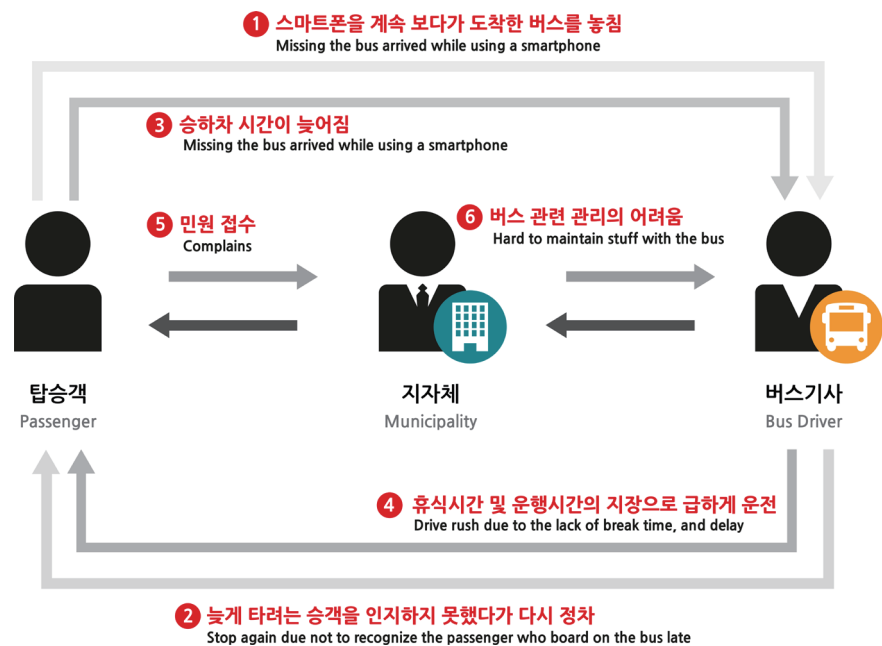 1 스마트폰을 계속 보다가 도착한 버스를 놓침
Missing the bus arrived while using a smartphone
3 승하차 시간이 늦어짐
Missing the bus arrived while using a smartphone
5 민원 접수
Complains
6 버스 관련 관리의 어려움
Hard to maintain stuff with the bus
탑승객
Passenger
지자체
Municipality
버스기사
Bus Driver
4 휴식시간 및 운행시간의 지장으로 급하게 운전
Drive rush due to the lack of break time, and delay
2 늦게 타려는 승객을 인지하지 못했다가 다시 정차
Stop again due not to recognize the passenger who board on the bus late